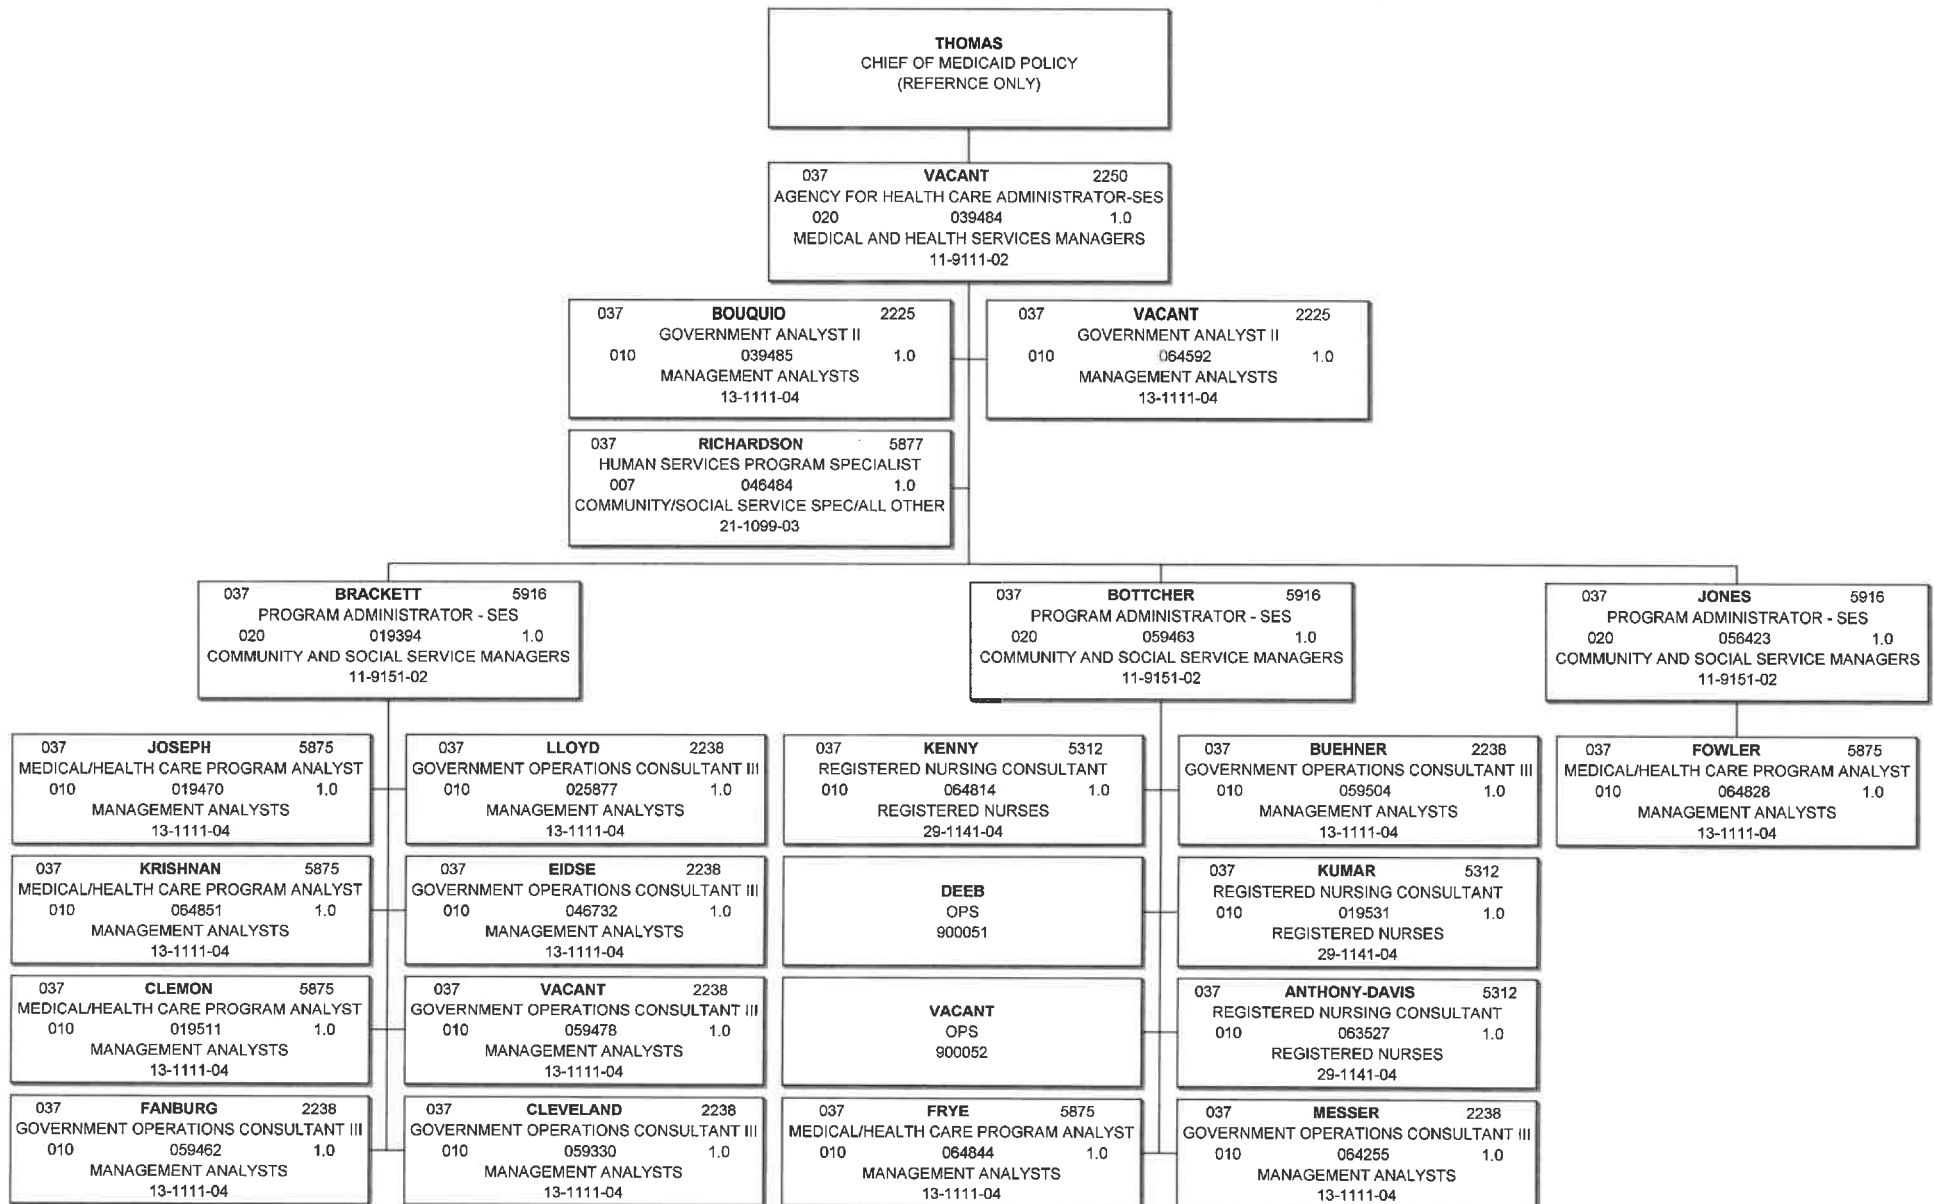 THOMAS
CHIEF OF MEDICAID POLICY
(REFERNCE ONLY)
037 VACANT 2250
AGENCY FOR HEALTH CARE ADMINISTRATOR-SES
020 039484 1.0
MEDICAL AND HEALTH SERVICES MANAGERS
11-9111-02
037 BOUQUIO 2225
GOVERNMENT ANALYST II
010 039485 1.0
MANAGEMENT ANALYSTS
13-1111-04
037 VACANT 2225
GOVERNMENT ANALYST II
010 064592 1.0
MANAGEMENT ANALYSTS
13-1111-04
037 RICHARDSON 5877
HUMAN SERVICES PROGRAM SPECIALIST
007 046484 1.0
COMMUNITY/SOCIAL SERVICE SPEC/ALL OTHER
21-1099-03
037 BRACKETT 5916
PROGRAM ADMINISTRATOR - SES
020 019394 1.0
COMMUNITY AND SOCIAL SERVICE MANAGERS
11-9151-02
037 BOTTCHER 5916
PROGRAM ADMINISTRATOR - SES
020 059463 1.0
COMMUNITY AND SOCIAL SERVICE MANAGERS
11-9151-02
037 JONES 5916
PROGRAM ADMINISTRATOR - SES
020 056423 1.0
COMMUNITY AND SOCIAL SERVICE MANAGERS
11-9151-02
037 JOSEPH 5875
MEDICAL/HEALTH CARE PROGRAM ANALYST
010 019470 1.0
MANAGEMENT ANALYSTS
13-1111-04
037 LLOYD 2238
GOVERNMENT OPERATIONS CONSULTANT III
010 025877 1.0
MANAGEMENT ANALYSTS
13-1111-04
037 KENNY 5312
REGISTERED NURSING CONSULTANT
010 064814 1.0
REGISTERED NURSES
29-1141-04
037 BUEHNER 2238
GOVERNMENT OPERATIONS CONSULTANT III
010 059504 1.0
MANAGEMENT ANALYSTS
13-1111-04
037 FOWLER 5875
MEDICAL/HEALTH CARE PROGRAM ANALYST
010 064828 1.0
MANAGEMENT ANALYSTS
13-1111-04
037 KRISHNAN 5875
MEDICAL/HEALTH CARE PROGRAM ANALYST
010 064851 1.0
MANAGEMENT ANALYSTS
13-1111-04
037 EIDSE 2238
GOVERNMENT OPERATIONS CONSULTANT III
010 046732 1.0
MANAGEMENT ANALYSTS
13-1111-04
DEEB
OPS
900051
037 KUMAR 5312
REGISTERED NURSING CONSULTANT
010 019531 1.0
REGISTERED NURSES
29-1141-04
037 CLEMON 5875
MEDICAL/HEALTH CARE PROGRAM ANALYST
010 019511 1.0
MANAGEMENT ANALYSTS
13-1111-04
037 VACANT 2238
GOVERNMENT OPERATIONS CONSULTANT III
010 059478 1.0
MANAGEMENT ANALYSTS
13-1111-04
VACANT
OPS
900052
037 ANTHONY-DAVIS 5312
REGISTERED NURSING CONSULTANT
010 063527 1.0
REGISTERED NURSES
29-1141-04
037 FANBURG 2238
GOVERNMENT OPERATIONS CONSULTANT III
010 059462 1.0
MANAGEMENT ANALYSTS
13-1111-04
037 CLEVELAND 2238
GOVERNMENT OPERATIONS CONSULTANT III
010 059330 1.0
MANAGEMENT ANALYSTS
13-1111-04
037 FRYE 5875
MEDICAL/HEALTH CARE PROGRAM ANALYST
010 064844 1.0
MANAGEMENT ANALYSTS
13-1111-04
037 MESSER 2238
GOVERNMENT OPERATIONS CONSULTANT III
010 064255 1.0
MANAGEMENT ANALYSTS
13-1111-04